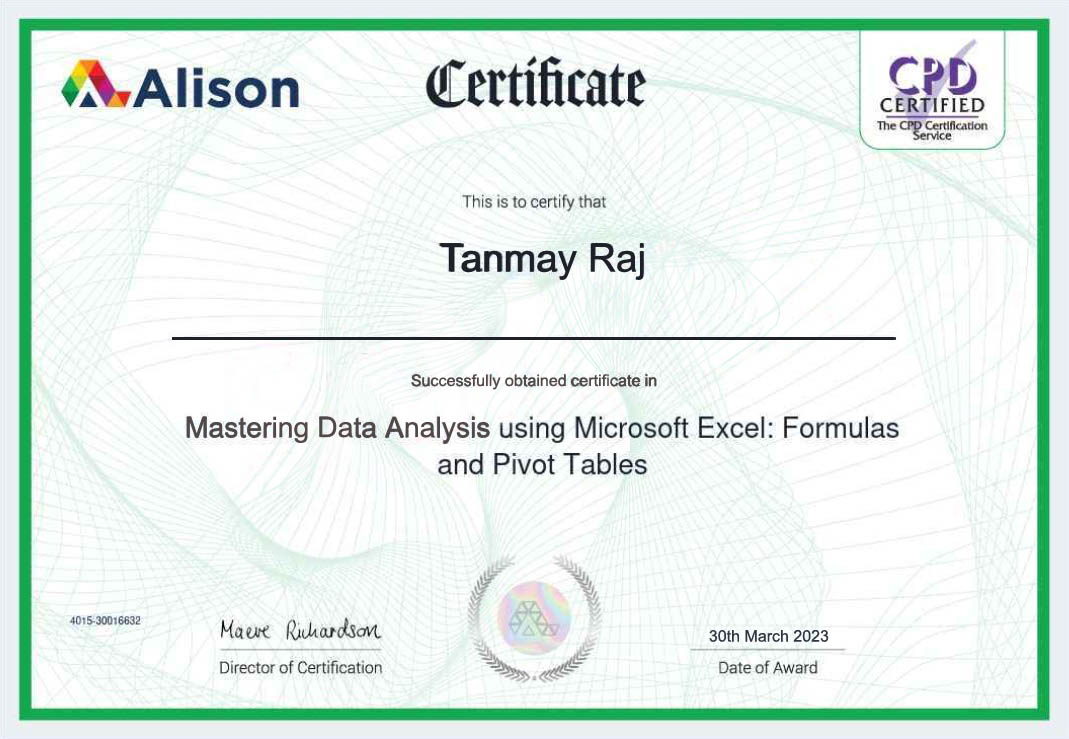 Alison
Certificate
CPD
CERTIFIED
The CPD Certification
Service
This is to certify that
Tanmay Raj
Successfully obtained certificate in
Mastering Data Analysis using Microsoft Excel: Formulas
and Pivot Tables
4015-30016632
Maeve Richardson
Director of Certification
30th March 2023
Date of Award